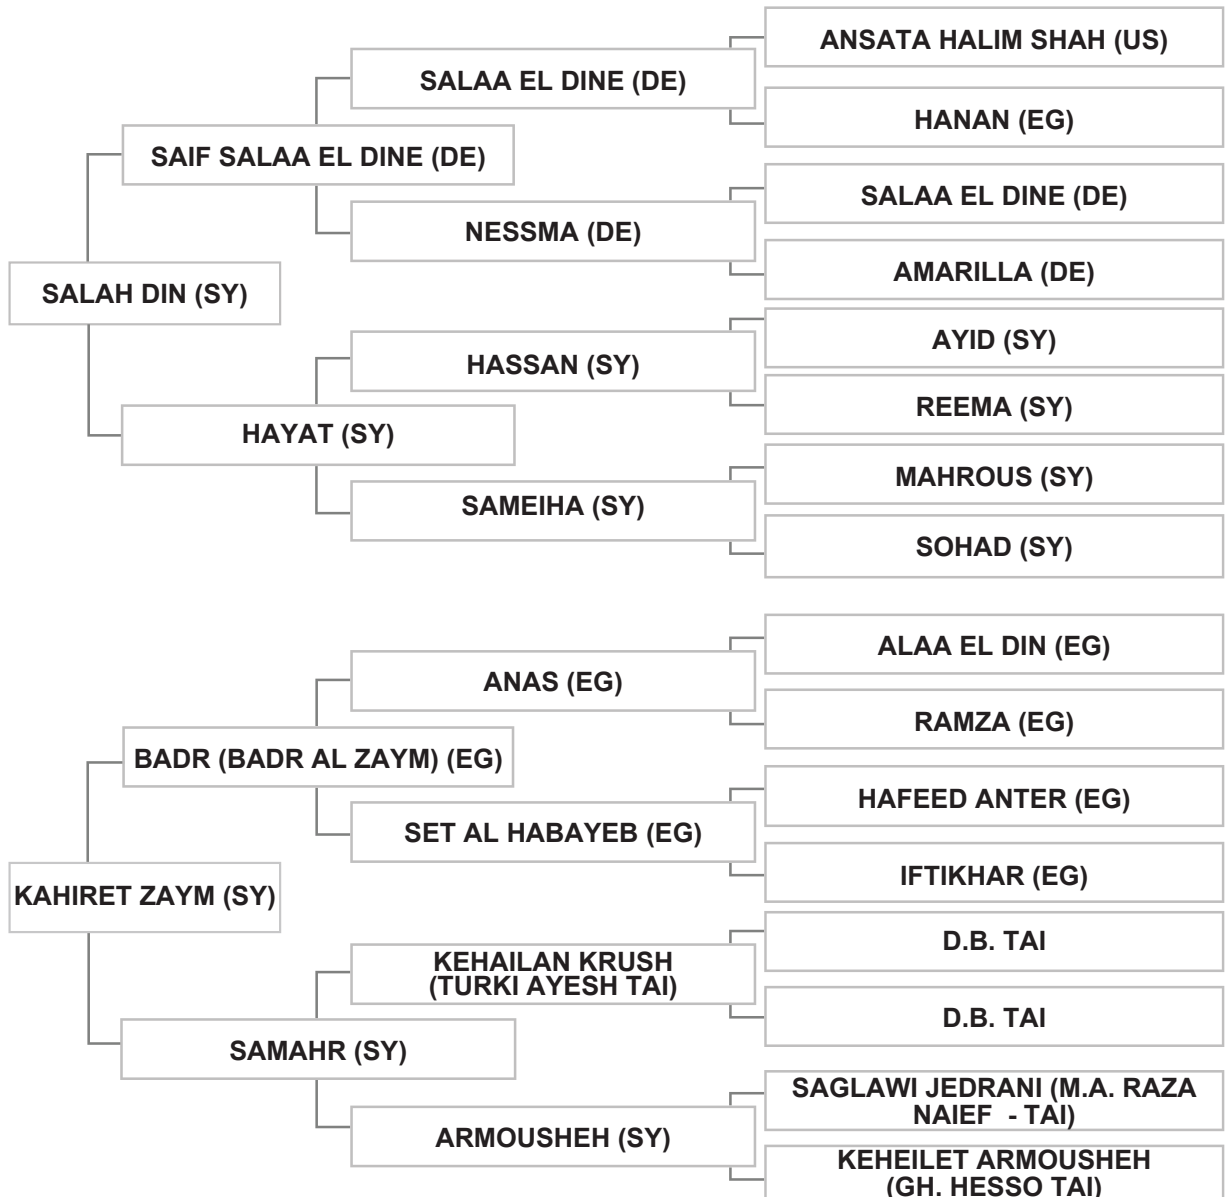 ANSATA HALIM SHAH (US)
SALAA EL DINE (DE)
HANAN (EG)
SAIF SALAA EL DINE (DE)
SALAA EL DINE (DE)
NESSMA (DE)
AMARILLA (DE)
SALAH DIN (SY)
AYID (SY)
HASSAN (SY)
REEMA (SY)
HAYAT (SY)
MAHROUS (SY)
SAMEIHA (SY)
SOHAD (SY)
ALAA EL DIN (EG)
ANAS (EG)
RAMZA (EG)
BADR (BADR AL ZAYM) (EG)
HAFEED ANTER (EG)
SET AL HABAYEB (EG)
IFTIKHAR (EG)
KAHIRET ZAYM (SY)
D.B. TAI
KEHAILAN KRUSH
(TURKI AYESH TAI)
D.B. TAI
SAMAHR (SY)
SAGLAWI JEDRANI (M.A. RAZA
NAIEF - TAI)
ARMOUSHEH (SY)
KEHEILET ARMOUSHEH
(GH. HESSO TAI)